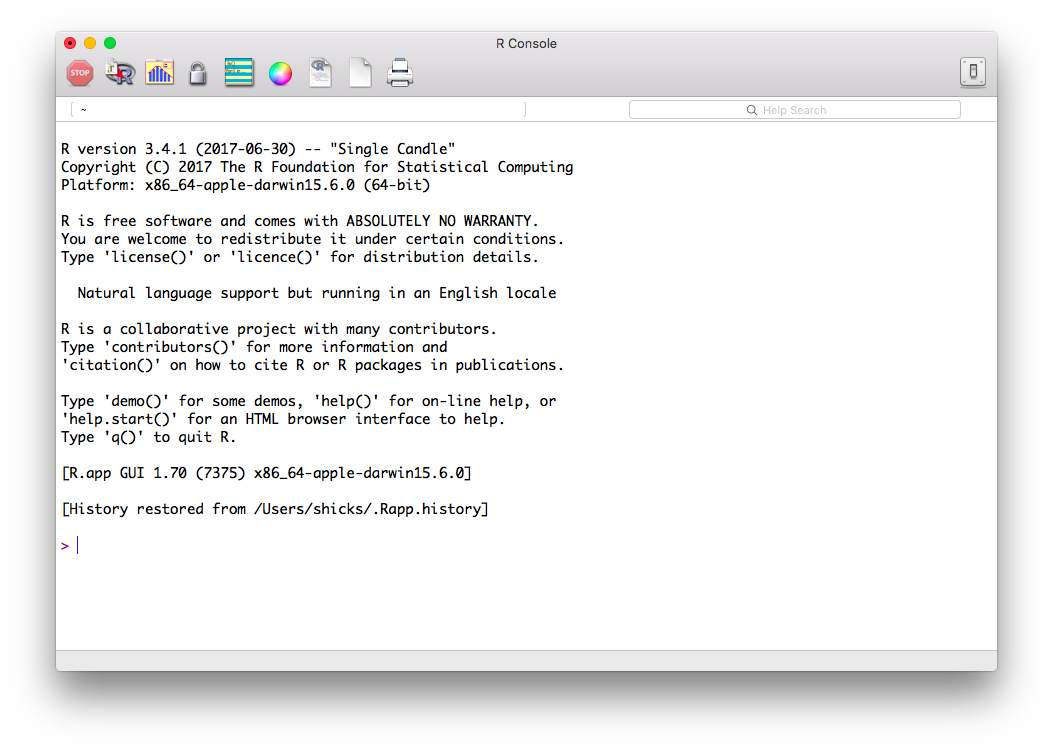 R Console
STOP
~
Help Search
R version 3.4.1 (2017-06-30) -- "Single Candle"
Copyright (C) 2017 The R Foundation for Statistical Computing
Platform: x86_64-apple-darwin15.6.0 (64-bit)
R is free software and comes with ABSOLUTELY NO WARRANTY.
You are welcome to redistribute it under certain conditions.
Type 'license()' or 'licence()' for distribution details.
Natural language support but running in an English locale
R is a collaborative project with many contributors.
Type 'contributors()' for more information and
'citation()' on how to cite R or R packages in publications.
Type 'demo()' for some demos, 'help()' for on-line help, or
'help.start()' for an HTML browser interface to help.
Type 'q()' to quit R.
[R.app GUI 1.70 (7375) x86_64-apple-darwin15.6.0]
[History restored from /Users/shicks/.Rapp.history]
>